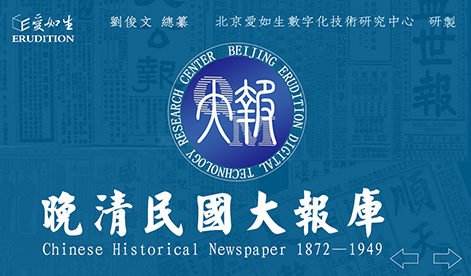 愛如生
ERUDITION
劉俊文 總纂 北京愛如生數字化技術研究中心 研製
BEIJING ERUDITION DIGITAL TECHNOLOGY RESEARCH CENTER
大報
晚清民國大報庫
Chinese Historical Newspaper 1872—1949